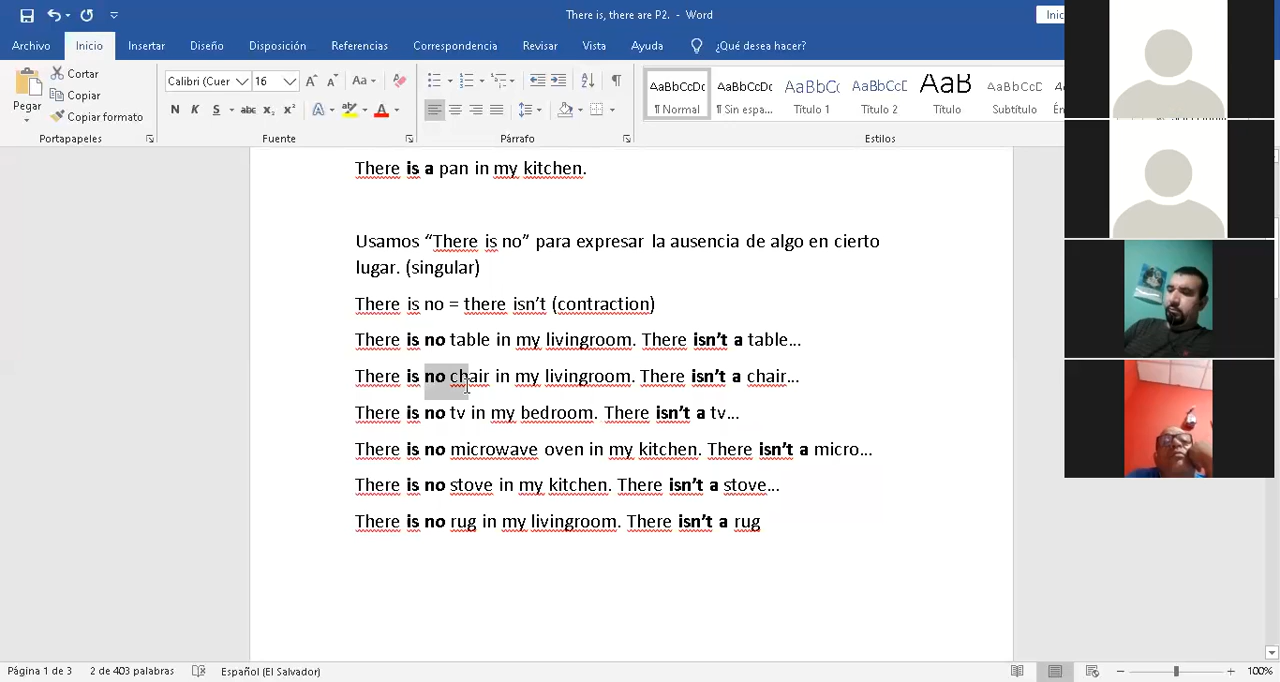 There is, there are P2. - Word
Inic
Archivo Inicio Insertar Diseño Disposición Referencias Correspondencia Revisar Vista Ayuda ¿Qué desea hacer?
Pegar
Cortar
Copiar
Copiar formato
Portapapeles
Calibri (Cuer 16
Aa
N K S abc x₂ x²
A A
Fuente
Párrafo
AaBbCcDc AaBbCcDc AaBbCc AaBbCcD AaB AaBbCcD
¶ Normal ¶ Sin espa... Título 1 Título 2 Título Subtítulo
Estilos
There is a pan in my kitchen.
Usamos “There is no” para expresar la ausencia de algo en cierto
lugar. (singular)
There is no = there isn’t (contraction)
There is no table in my livingroom. There isn’t a table...
There is no chair in my livingroom. There isn’t a chair...
There is no tv in my bedroom. There isn’t a tv...
There is no microwave oven in my kitchen. There isn’t a micro...
There is no stove in my kitchen. There isn’t a stove...
There is no rug in my livingroom. There isn’t a rug
Página 1 de 3 2 de 403 palabras Español (El Salvador) 100%